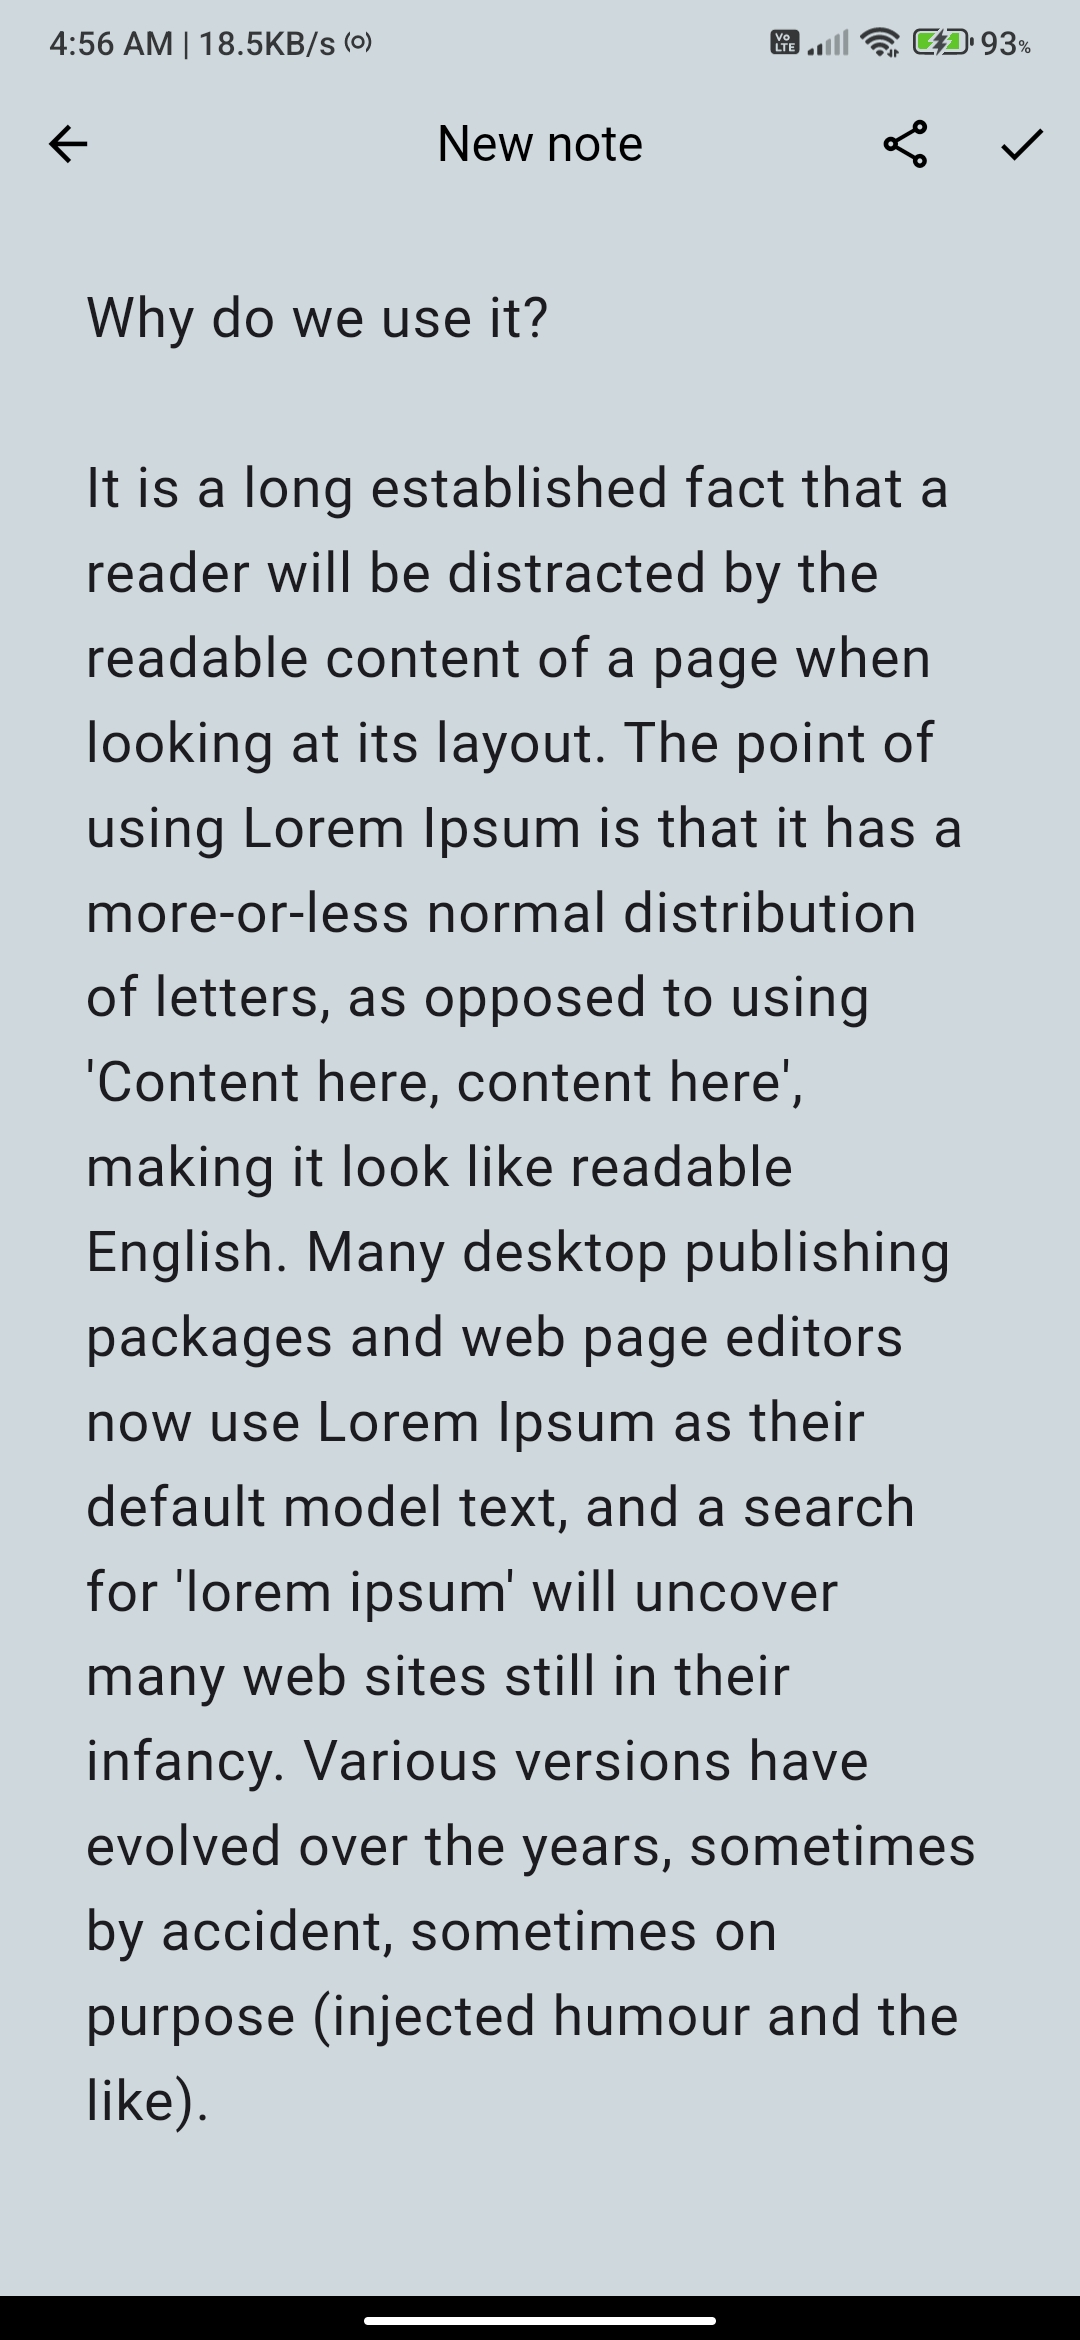 4:56 AM | 18.5KB/s
Vo LTE
93%
New note
Why do we use it?
It is a long established fact that a
reader will be distracted by the
readable content of a page when
looking at its layout. The point of
using Lorem Ipsum is that it has a
more-or-less normal distribution
of letters, as opposed to using
'Content here, content here',
making it look like readable
English. Many desktop publishing
packages and web page editors
now use Lorem Ipsum as their
default model text, and a search
for 'lorem ipsum' will uncover
many web sites still in their
infancy. Various versions have
evolved over the years, sometimes
by accident, sometimes on
purpose (injected humour and the
like).